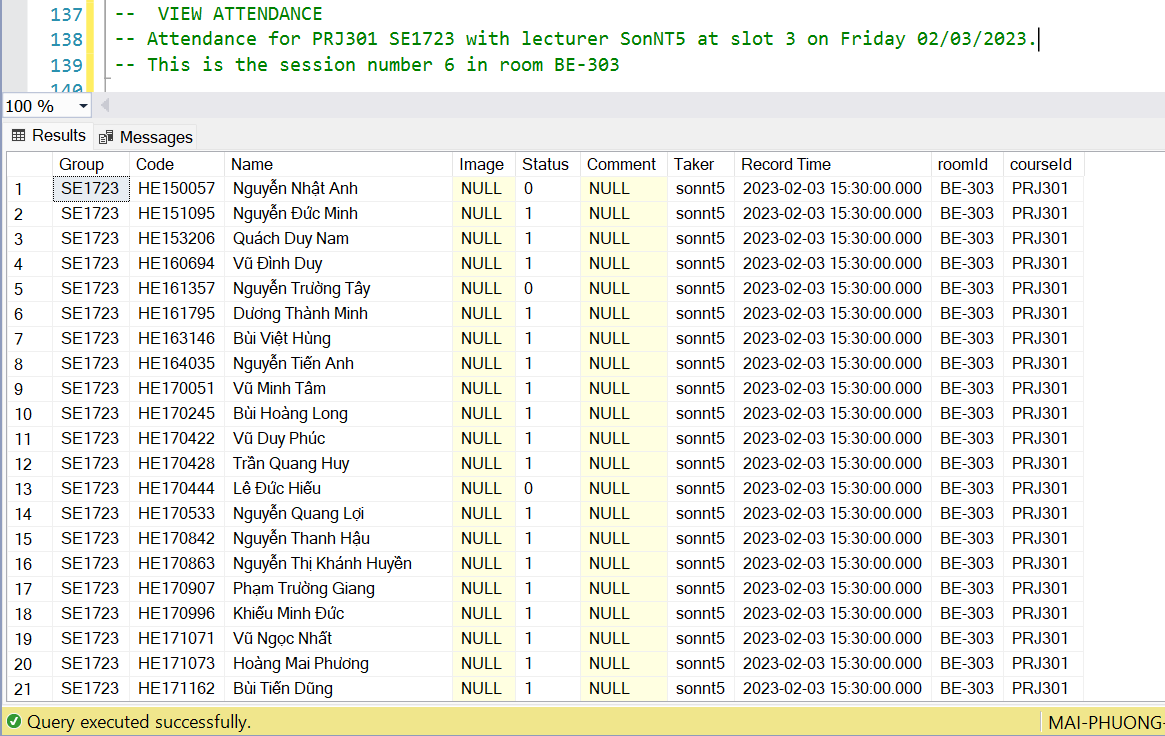 137 -- VIEW ATTENDANCE
138 -- Attendance for PRJ301 SE1723 with lecturer SonNT5 at slot 3 on Friday 02/03/2023.
139 -- This is the session number 6 in room BE-303
140
100 %
Results Messages
Group Code Name Image Status Comment Taker Record Time roomId courseId
1 SE1723 HE150057 Nguyễn Nhật Anh NULL 0 NULL sonnt5 2023-02-03 15:30:00.000 BE-303 PRJ301
2 SE1723 HE151095 Nguyễn Đức Minh NULL 1 NULL sonnt5 2023-02-03 15:30:00.000 BE-303 PRJ301
3 SE1723 HE153206 Quách Duy Nam NULL 1 NULL sonnt5 2023-02-03 15:30:00.000 BE-303 PRJ301
4 SE1723 HE160694 Vũ Đình Duy NULL 1 NULL sonnt5 2023-02-03 15:30:00.000 BE-303 PRJ301
5 SE1723 HE161357 Nguyễn Trường Tây NULL 0 NULL sonnt5 2023-02-03 15:30:00.000 BE-303 PRJ301
6 SE1723 HE161795 Dương Thành Minh NULL 1 NULL sonnt5 2023-02-03 15:30:00.000 BE-303 PRJ301
7 SE1723 HE163146 Bùi Việt Hùng NULL 1 NULL sonnt5 2023-02-03 15:30:00.000 BE-303 PRJ301
8 SE1723 HE164035 Nguyễn Tiến Anh NULL 1 NULL sonnt5 2023-02-03 15:30:00.000 BE-303 PRJ301
9 SE1723 HE170051 Vũ Minh Tâm NULL 1 NULL sonnt5 2023-02-03 15:30:00.000 BE-303 PRJ301
10 SE1723 HE170245 Bùi Hoàng Long NULL 1 NULL sonnt5 2023-02-03 15:30:00.000 BE-303 PRJ301
11 SE1723 HE170422 Vũ Duy Phúc NULL 1 NULL sonnt5 2023-02-03 15:30:00.000 BE-303 PRJ301
12 SE1723 HE170428 Trần Quang Huy NULL 1 NULL sonnt5 2023-02-03 15:30:00.000 BE-303 PRJ301
13 SE1723 HE170444 Lê Đức Hiếu NULL 0 NULL sonnt5 2023-02-03 15:30:00.000 BE-303 PRJ301
14 SE1723 HE170533 Nguyễn Quang Lợi NULL 1 NULL sonnt5 2023-02-03 15:30:00.000 BE-303 PRJ301
15 SE1723 HE170842 Nguyễn Thanh Hậu NULL 1 NULL sonnt5 2023-02-03 15:30:00.000 BE-303 PRJ301
16 SE1723 HE170863 Nguyễn Thị Khánh Huyền NULL 1 NULL sonnt5 2023-02-03 15:30:00.000 BE-303 PRJ301
17 SE1723 HE170907 Phạm Trường Giang NULL 1 NULL sonnt5 2023-02-03 15:30:00.000 BE-303 PRJ301
18 SE1723 HE170996 Khiếu Minh Đức NULL 1 NULL sonnt5 2023-02-03 15:30:00.000 BE-303 PRJ301
19 SE1723 HE171071 Vũ Ngọc Nhất NULL 1 NULL sonnt5 2023-02-03 15:30:00.000 BE-303 PRJ301
20 SE1723 HE171073 Hoàng Mai Phương NULL 1 NULL sonnt5 2023-02-03 15:30:00.000 BE-303 PRJ301
21 SE1723 HE171162 Bùi Tiến Dũng NULL 1 NULL sonnt5 2023-02-03 15:30:00.000 BE-303 PRJ301
Query executed successfully. MAI-PHUONG-